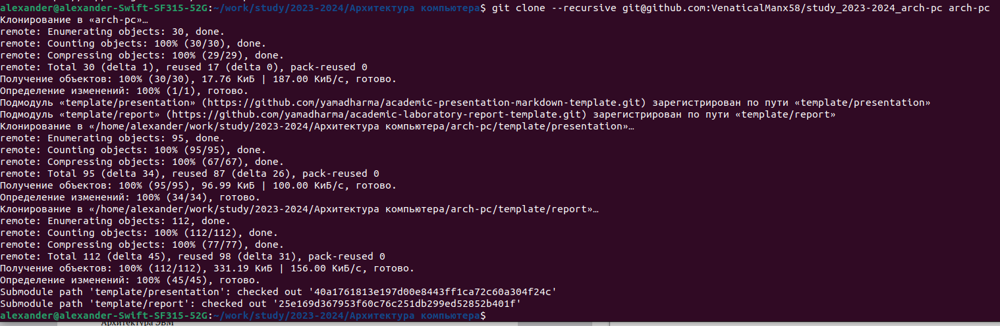 alexander@alexander-Swift-SF315-52G:~/work/study/2023-2024/Архитектура компьютера$ git clone --recursive git@github.com:VenaticalManx58/study_2023-2024_arch-pc arch-pc
Клонирование в «arch-pc»…
remote: Enumerating objects: 30, done.
remote: Counting objects: 100% (30/30), done.
remote: Compressing objects: 100% (29/29), done.
remote: Total 30 (delta 1), reused 17 (delta 0), pack-reused 0
Получение объектов: 100% (30/30), 17.76 КиБ | 187.00 КиБ/с, готово.
Определение изменений: 100% (1/1), готово.
Подмодуль «template/presentation» (https://github.com/yamadharma/academic-presentation-markdown-template.git) зарегистрирован по пути «template/presentation»
Подмодуль «template/report» (https://github.com/yamadharma/academic-laboratory-report-template.git) зарегистрирован по пути «template/report»
Клонирование в «/home/alexander/work/study/2023-2024/Архитектура компьютера/arch-pc/template/presentation»…
remote: Enumerating objects: 95, done.
remote: Counting objects: 100% (95/95), done.
remote: Compressing objects: 100% (67/67), done.
remote: Total 95 (delta 34), reused 87 (delta 26), pack-reused 0
Получение объектов: 100% (95/95), 96.99 КиБ | 100.00 КиБ/с, готово.
Определение изменений: 100% (34/34), готово.
Клонирование в «/home/alexander/work/study/2023-2024/Архитектура компьютера/arch-pc/template/report»…
remote: Enumerating objects: 112, done.
remote: Counting objects: 100% (112/112), done.
remote: Compressing objects: 100% (77/77), done.
remote: Total 112 (delta 45), reused 98 (delta 31), pack-reused 0
Получение объектов: 100% (112/112), 331.19 КиБ | 156.00 КиБ/с, готово.
Определение изменений: 100% (45/45), готово.
Submodule path 'template/presentation': checked out '40a1761813e197d00e8443ff1ca72c60a304f24c'
Submodule path 'template/report': checked out '25e169d367953f60c76c251db299ed52852b401f'
alexander@alexander-Swift-SF315-52G:~/work/study/2023-2024/Архитектура компьютера$
Архитектура ЭВМ